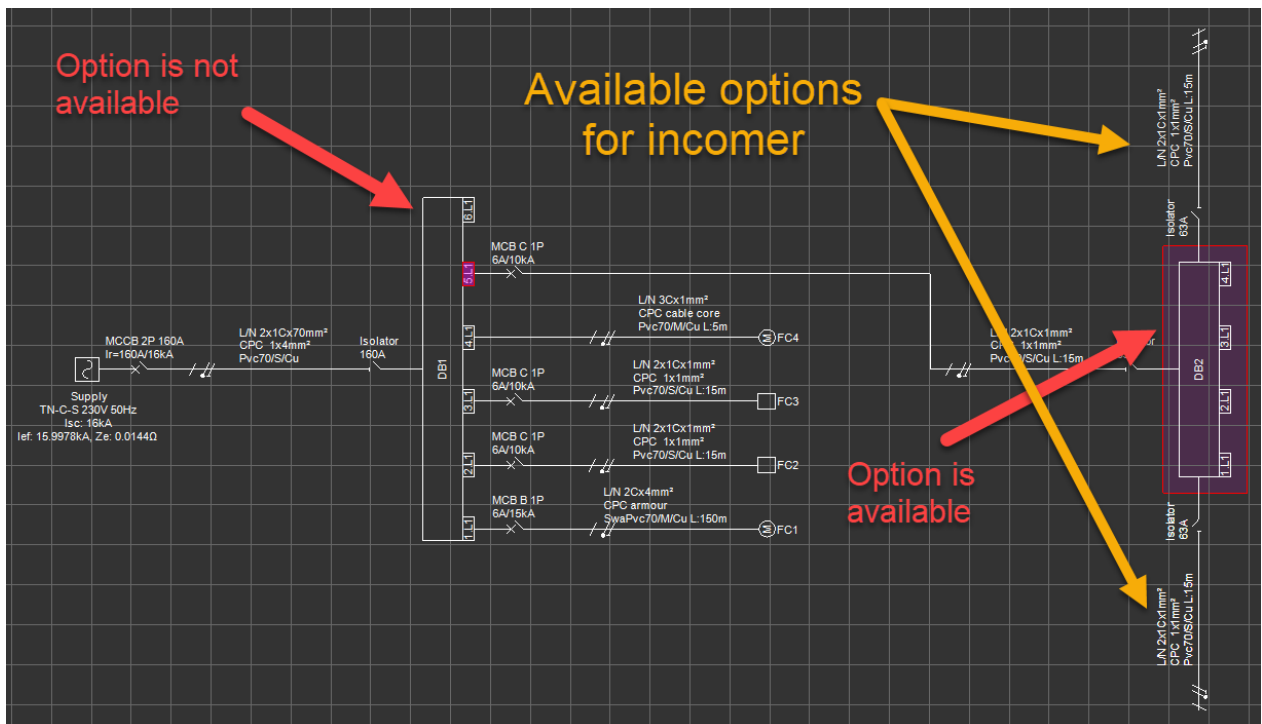 Option is not
available
Available options
for incomer
L/N 2x1Cx1mm²
CPC 1x1mm²
Pvc70/S/Cu L:15m
Isolator
63A
6.L1
MCB C 1P
6A/10kA
5.L1
L/N 3Cx1mm²
CPC cable core
Pvc70/M/Cu L:5m
4.L1
FC4
MCCB 2P 160A
Ir=160A/16kA
L/N 2x1Cx70mm²
CPC 1x4mm²
Pvc70/S/Cu
Isolator
160A
DB1
Supply
TN-C-S 230V 50Hz
Isc: 16kA
Ief: 15.9978kA, Ze: 0.0144Ω
MCB C 1P
6A/10kA
L/N 2x1Cx1mm²
CPC 1x1mm²
Pvc70/S/Cu L:15m
3.L1
FC3
MCB C 1P
6A/10kA
L/N 2x1Cx1mm²
CPC 1x1mm²
Pvc70/S/Cu L:15m
2.L1
FC2
MCB B 1P
6A/15kA
L/N 2Cx4mm²
CPC armour
SwaPvc70/M/Cu L:150m
1.L1
FC1
L/N 2x1Cx1mm²
CPC 1x1mm²
Pvc70/S/Cu L:15m
DB2
4.L1
3.L1
2.L1
1.L1
Option is
available
Isolator
63A
L/N 2x1Cx1mm²
CPC 1x1mm²
Pvc70/S/Cu L:15m